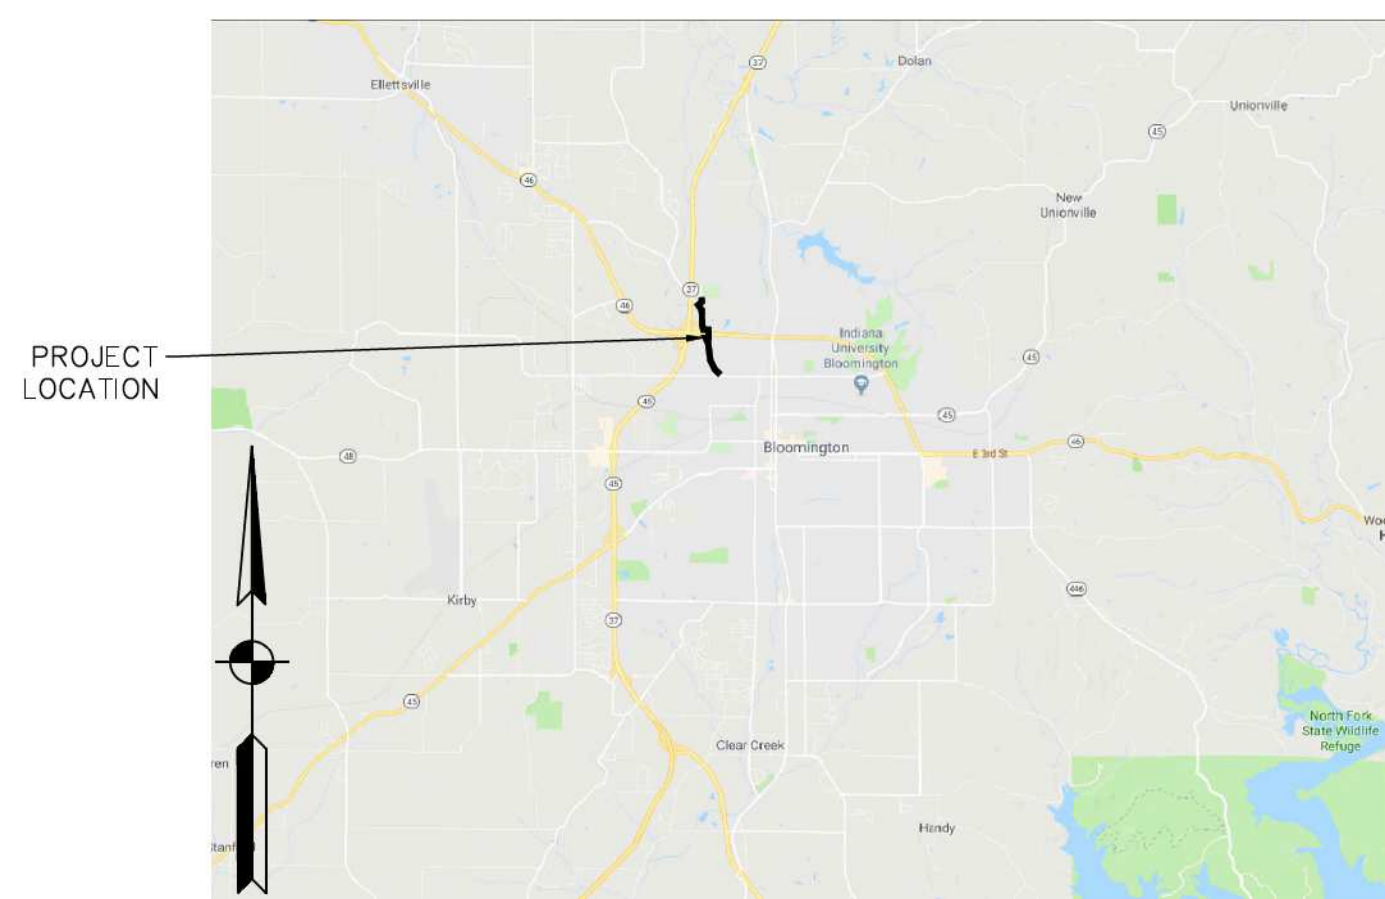 Dolan
37
Ellettsville
Unionville
45
46
New
Unionville
37
46
Indiana
University
Bloomington
PROJECT
LOCATION
45
45
45
Bloomington
46
48
E 3rd St
45
446
Kirby
37
45
North Fork
State Wildlife
Refuge
Clear Creek
Handy